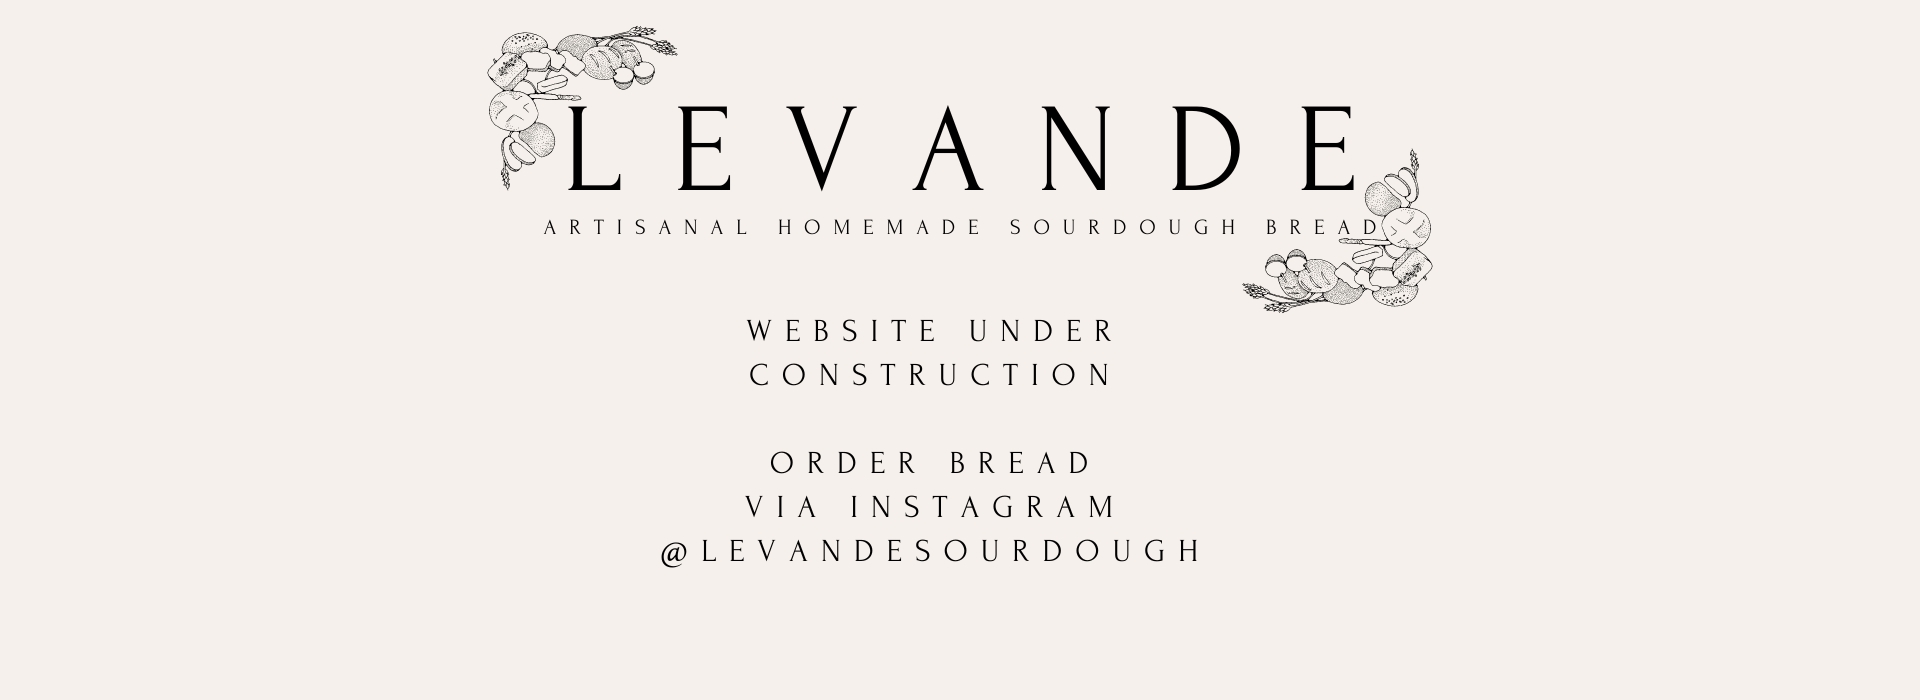 LEVANDE
ARTISANAL HOMEMADE SOURDOUGH BREAD
WEBSITE UNDER
CONSTRUCTION
ORDER BREAD
VIA INSTAGRAM
@LEVANDESOURDOUGH